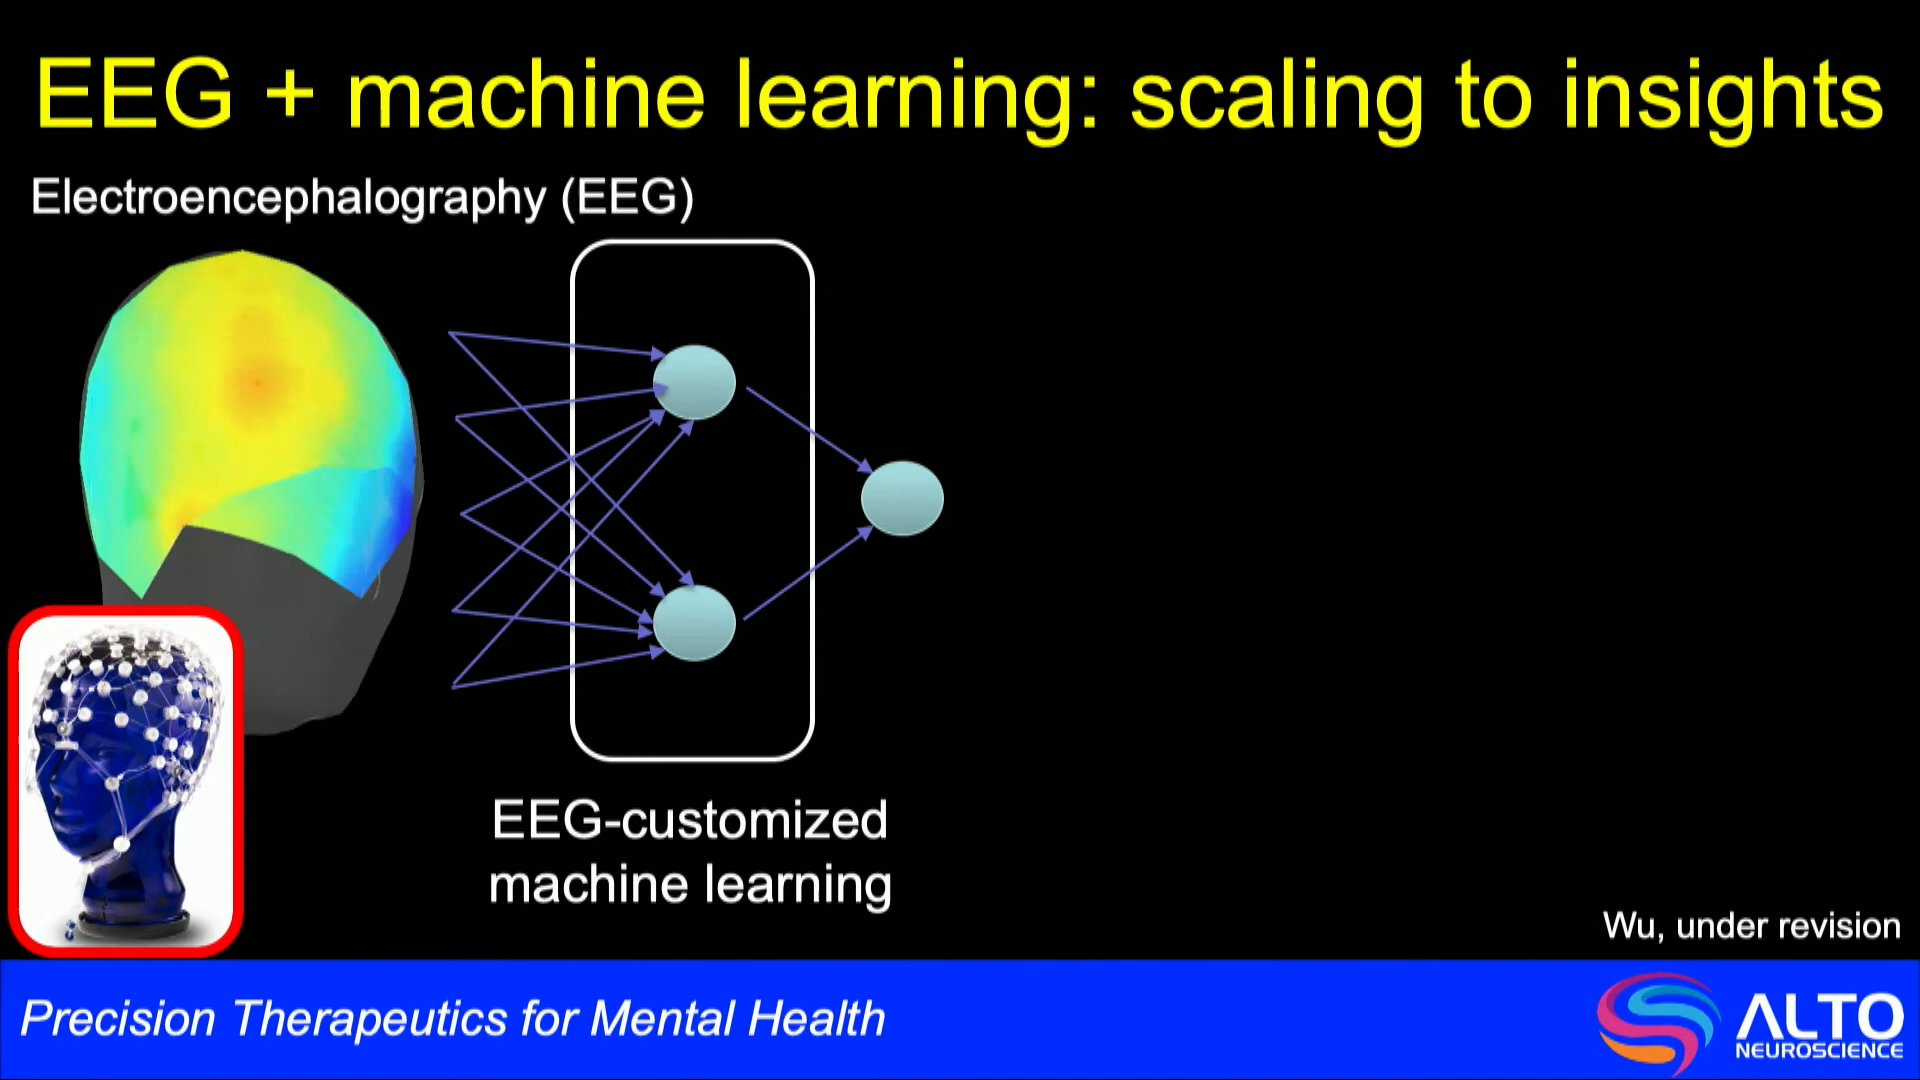 EEG + machine learning: scaling to insights
Electroencephalography (EEG)
EEG-customized
machine learning
Wu, under revision
Precision Therapeutics for Mental Health
ALTO
NEUROSCIENCE